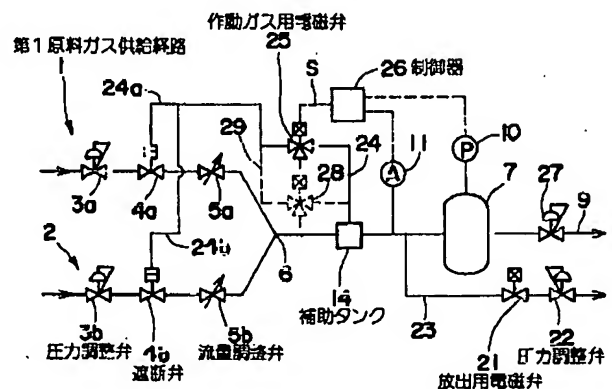 作動ガス用電磁弁
25
第1原料ガス供給経路
1
24a
S
26 制御器
29
24
11
10
A
P
7
27
28
3a
4a
5a
9
2
24b
6
14
補助タンク
23
3b
圧力調整弁
4b
遮断弁
5b
流量調整弁
21
放出用電磁弁
22
圧力調整弁